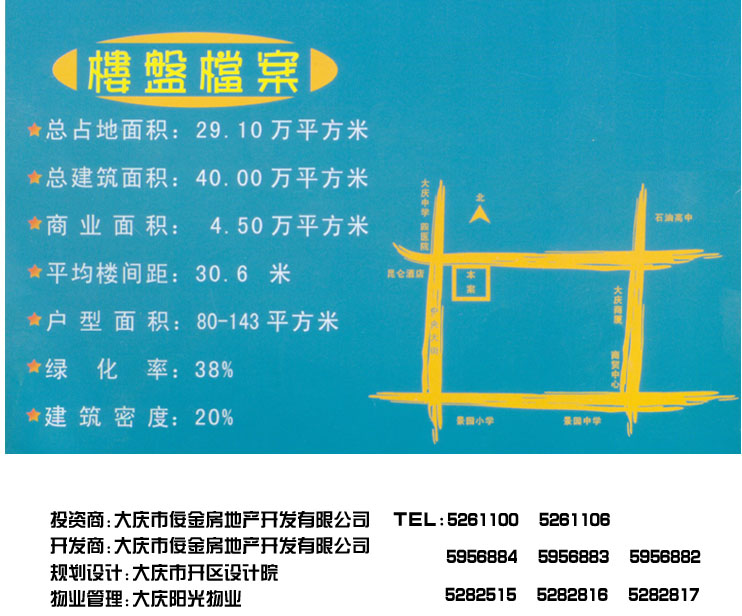 樓盤檔案
总占地面积：29.10万平方米
总建筑面积：40.00万平方米
商业面积：4.50万平方米
平均楼间距：30.6 米
户型面积：80-143平方米
绿化率：38%
建筑密度：20%
北
大庆中学
四医院
石油高中
昆仑酒店
本案
中央大街
大庆商厦
商贸中心
景园小学
景园中学
投资商：大庆市俊金房地产开发有限公司 TEL：5261100 5261106
开发商：大庆市俊金房地产开发有限公司
5956884 5956883 5956882
规划设计：大庆市开区设计院
物业管理：大庆阳光物业 5282515 5282816 5282817